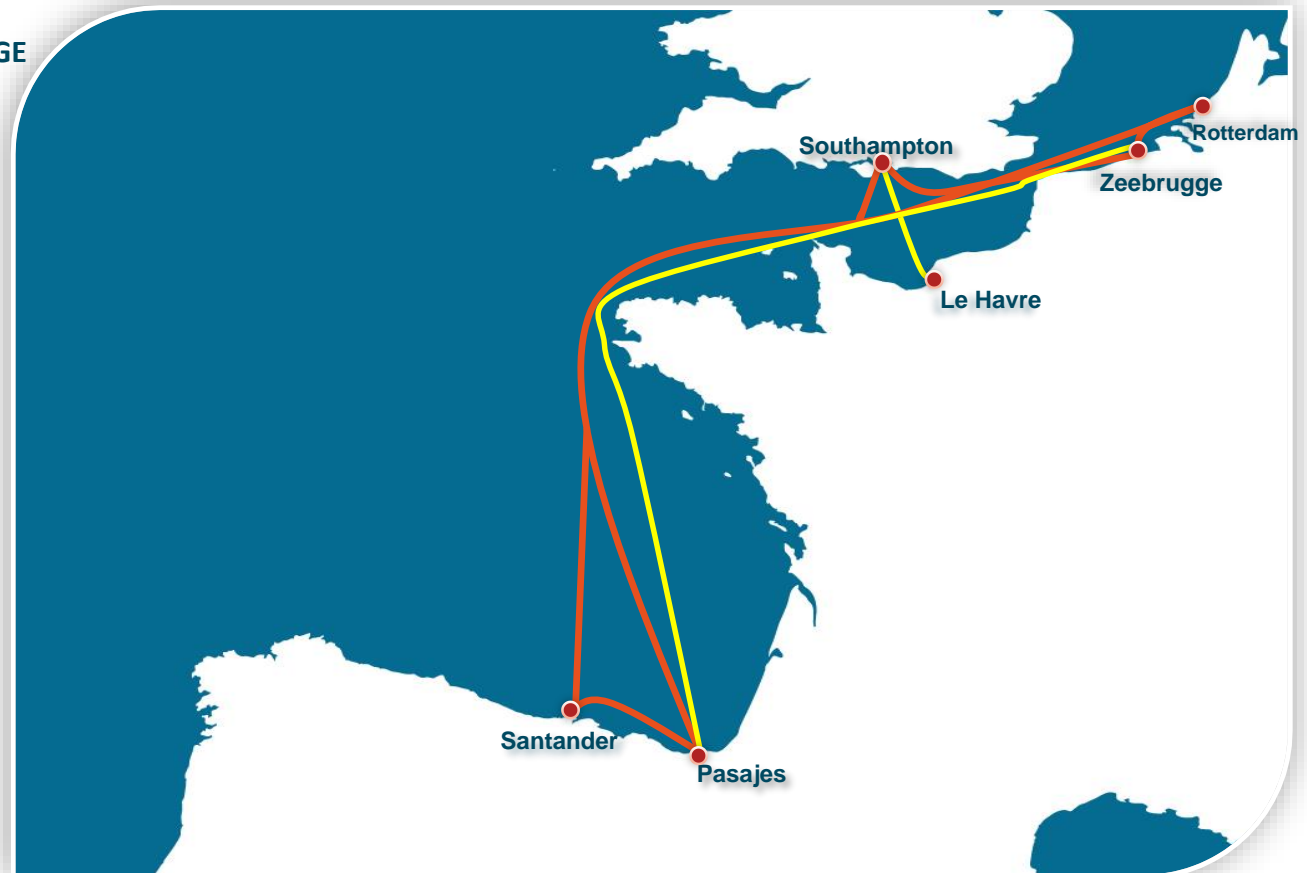 GE
Southampton
Rotterdam
Zeebrugge
Le Havre
Santander
Pasajes